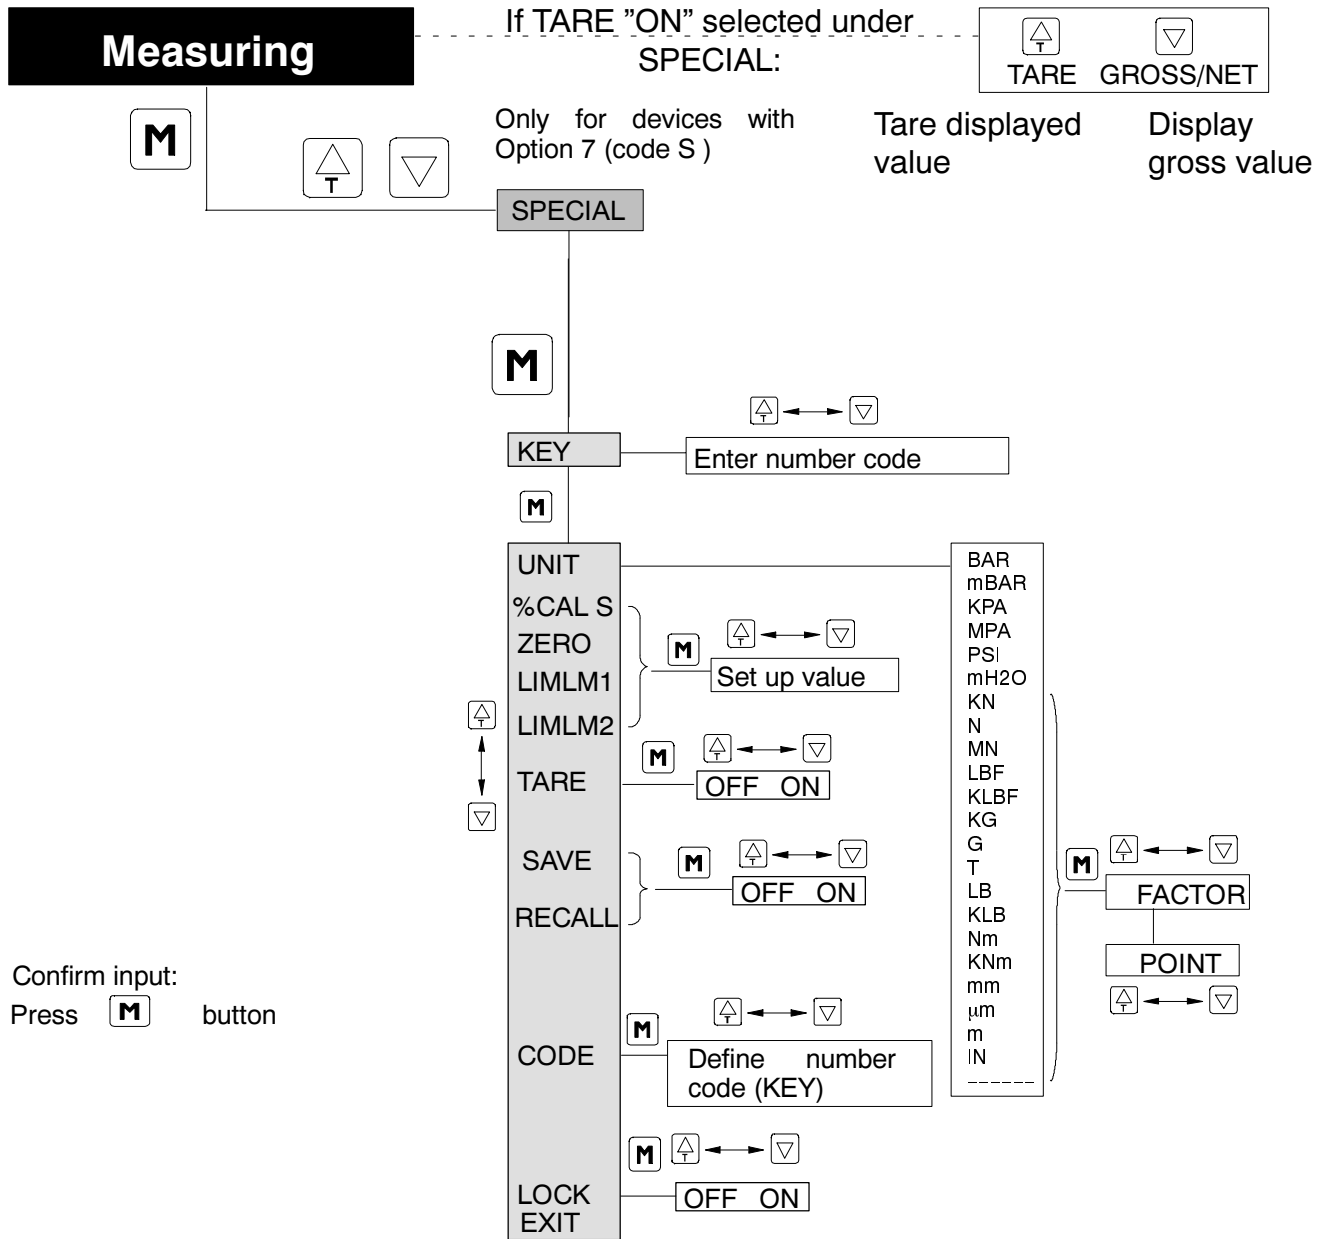 Measuring
If TARE ”ON” selected under
SPECIAL:
T
TARE GROSS/NET
Only for devices with
Option 7 (code S )
Tare displayed
value
Display
gross value
M
T
SPECIAL
M
T
KEY
Enter number code
M
UNIT
%CAL S
ZERO
LIMLM1
LIMLM2
TARE
SAVE
RECALL
CODE
LOCK
EXIT
T
M
T
Set up value
M
T
OFF ON
M
T
OFF ON
M
T
Define number
code (KEY)
M
T
OFF ON
BAR
mBAR
KPA
MPA
PSI
mH2O
KN
N
MN
LBF
KLBF
KG
G
T
LB
KLB
Nm
KNm
mm
μm
m
IN
------
M
T
FACTOR
POINT
T
Confirm input:
Press M button